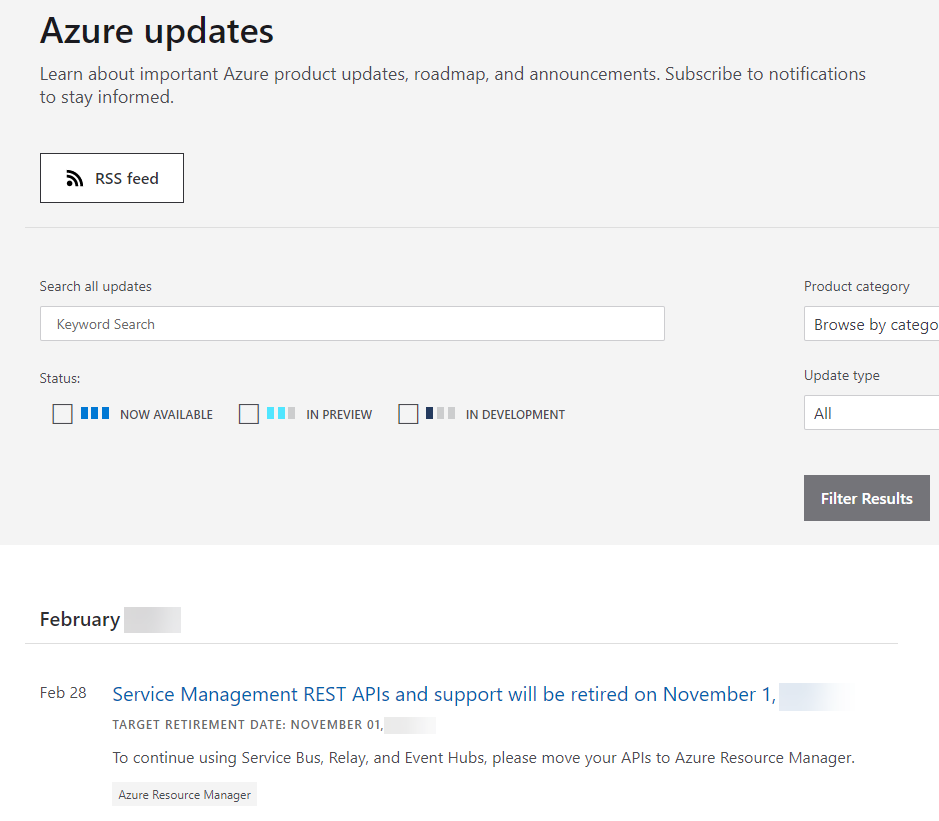 Azure updates
Learn about important Azure product updates, roadmap, and announcements. Subscribe to notifications
to stay informed.
RSS feed
Search all updates
Product category
Keyword Search
Browse by catego
Status:
Update type
NOW AVAILABLE
IN PREVIEW
IN DEVELOPMENT
All
Filter Results
February
Feb 28
Service Management REST APIs and support will be retired on November 1,
TARGET RETIREMENT DATE: NOVEMBER 01,
To continue using Service Bus, Relay, and Event Hubs, please move your APIs to Azure Resource Manager.
Azure Resource Manager